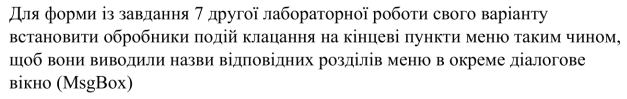 Для форми із завдання 7 другої лабораторної роботи свого варіанту
встановити обробники подій клацання на кінцеві пункти меню таким чином,
щоб вони виводили назви відповідних розділів меню в окреме діалогове
вікно (MsgBox)